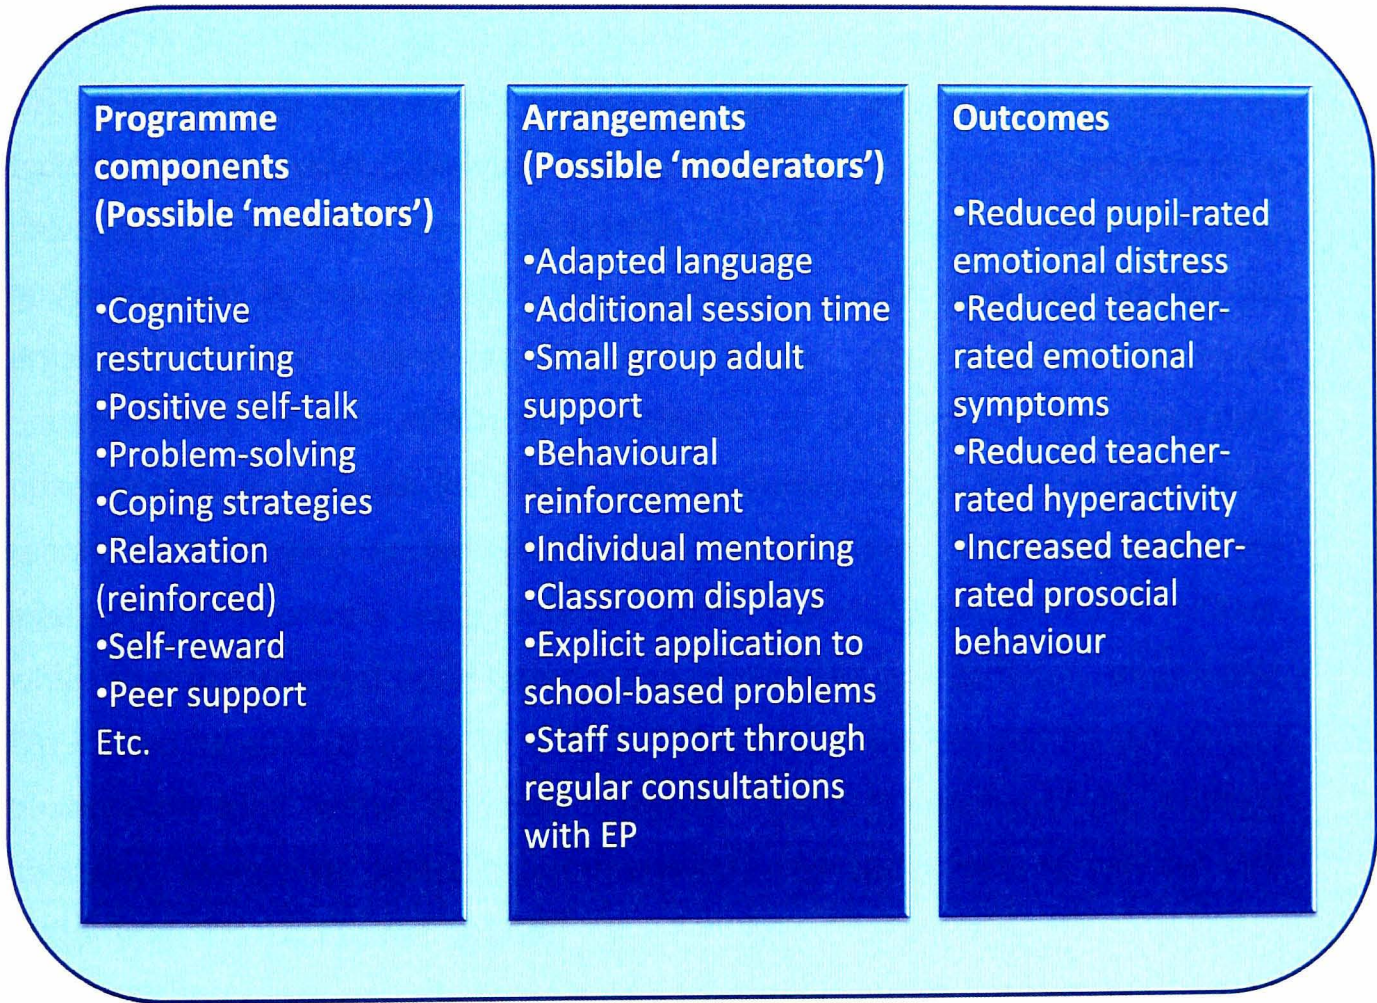 Programme
components
(Possible ‘mediators’)
•Cognitive
restructuring
•Positive self-talk
•Problem-solving
•Coping strategies
•Relaxation
(reinforced)
•Self-reward
•Peer support
Etc.
Arrangements
(Possible ‘moderators’)
•Adapted language
•Additional session time
•Small group adult
support
•Behavioural
reinforcement
•Individual mentoring
•Classroom displays
•Explicit application to
school-based problems
•Staff support through
regular consultations
with EP
Outcomes
•Reduced pupil-rated
emotional distress
•Reduced teacher-
rated emotional
symptoms
•Reduced teacher-
rated hyperactivity
•Increased teacher-
rated prosocial
behaviour